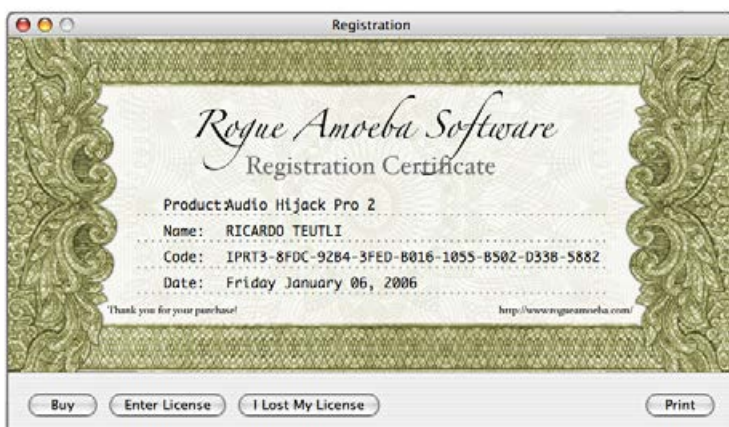 Registration
Rogue Amoeba Software
Registration Certificate
Product: Audio Hijack Pro 2
Name: RICARDO TEUTLI
Code: IPRT3-8FDC-92B4-3FED-B016-1055-B502-D33B-5882
Date: Friday January 06, 2006
Thank you for your purchase! http://www.rogueamoeba.com/
Buy Enter License I Lost My License Print